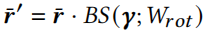 r̄′ = r̄ · BS(γ; W_rot)